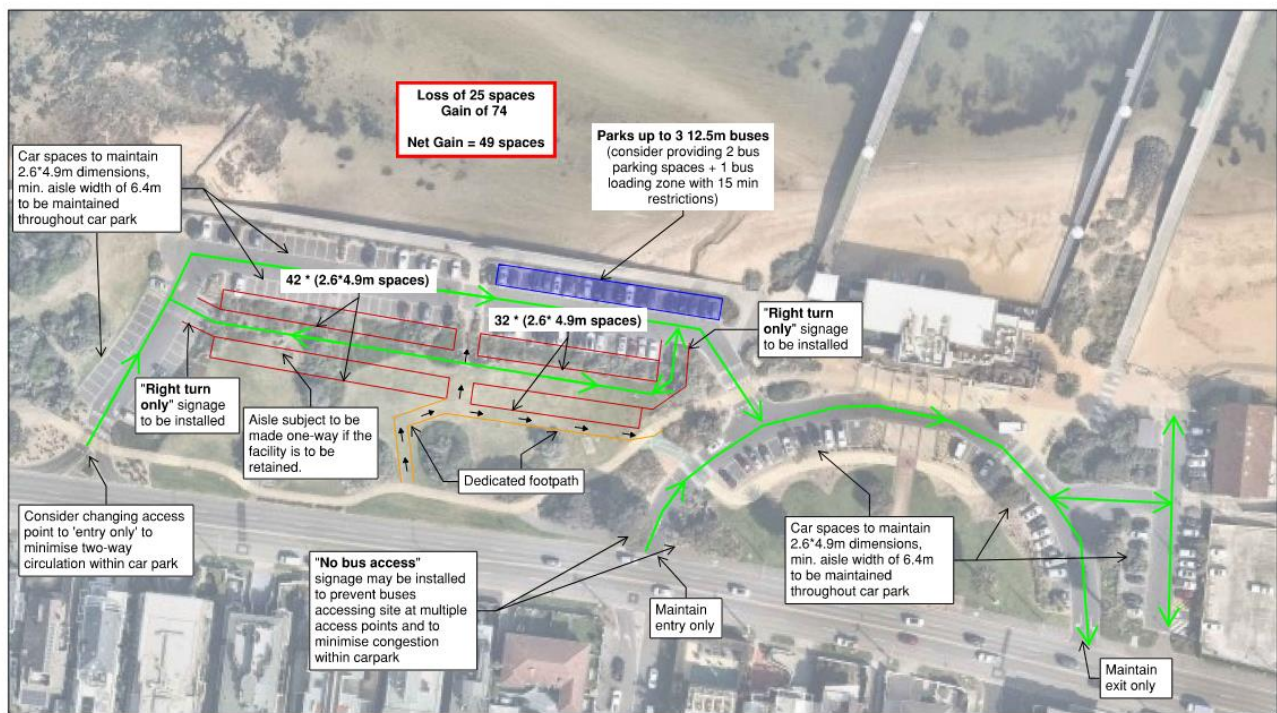 Loss of 25 spaces
Gain of 74
Net Gain = 49 spaces
Parks up to 3 12.5m buses
(consider providing 2 bus
parking spaces + 1 bus
loading zone with 15 min
restrictions)
Car spaces to maintain
2.6*4.9m dimensions,
min. aisle width of 6.4m
to be maintained
throughout car park
42 * (2.6*4.9m spaces)
32 * (2.6* 4.9m spaces)
"Right turn
only" signage
to be installed
"Right turn
only" signage
to be installed
Aisle subject to be
made one-way if the
facility is to be
retained.
Dedicated footpath
Consider changing access
point to 'entry only' to
minimise two-way
circulation within car park
"No bus access"
signage may be installed
to prevent buses
accessing site at multiple
access points and to
minimise congestion
within carpark
Maintain
entry only
Car spaces to maintain
2.6*4.9m dimensions,
min. aisle width of 6.4m
to be maintained
throughout car park
Maintain
exit only